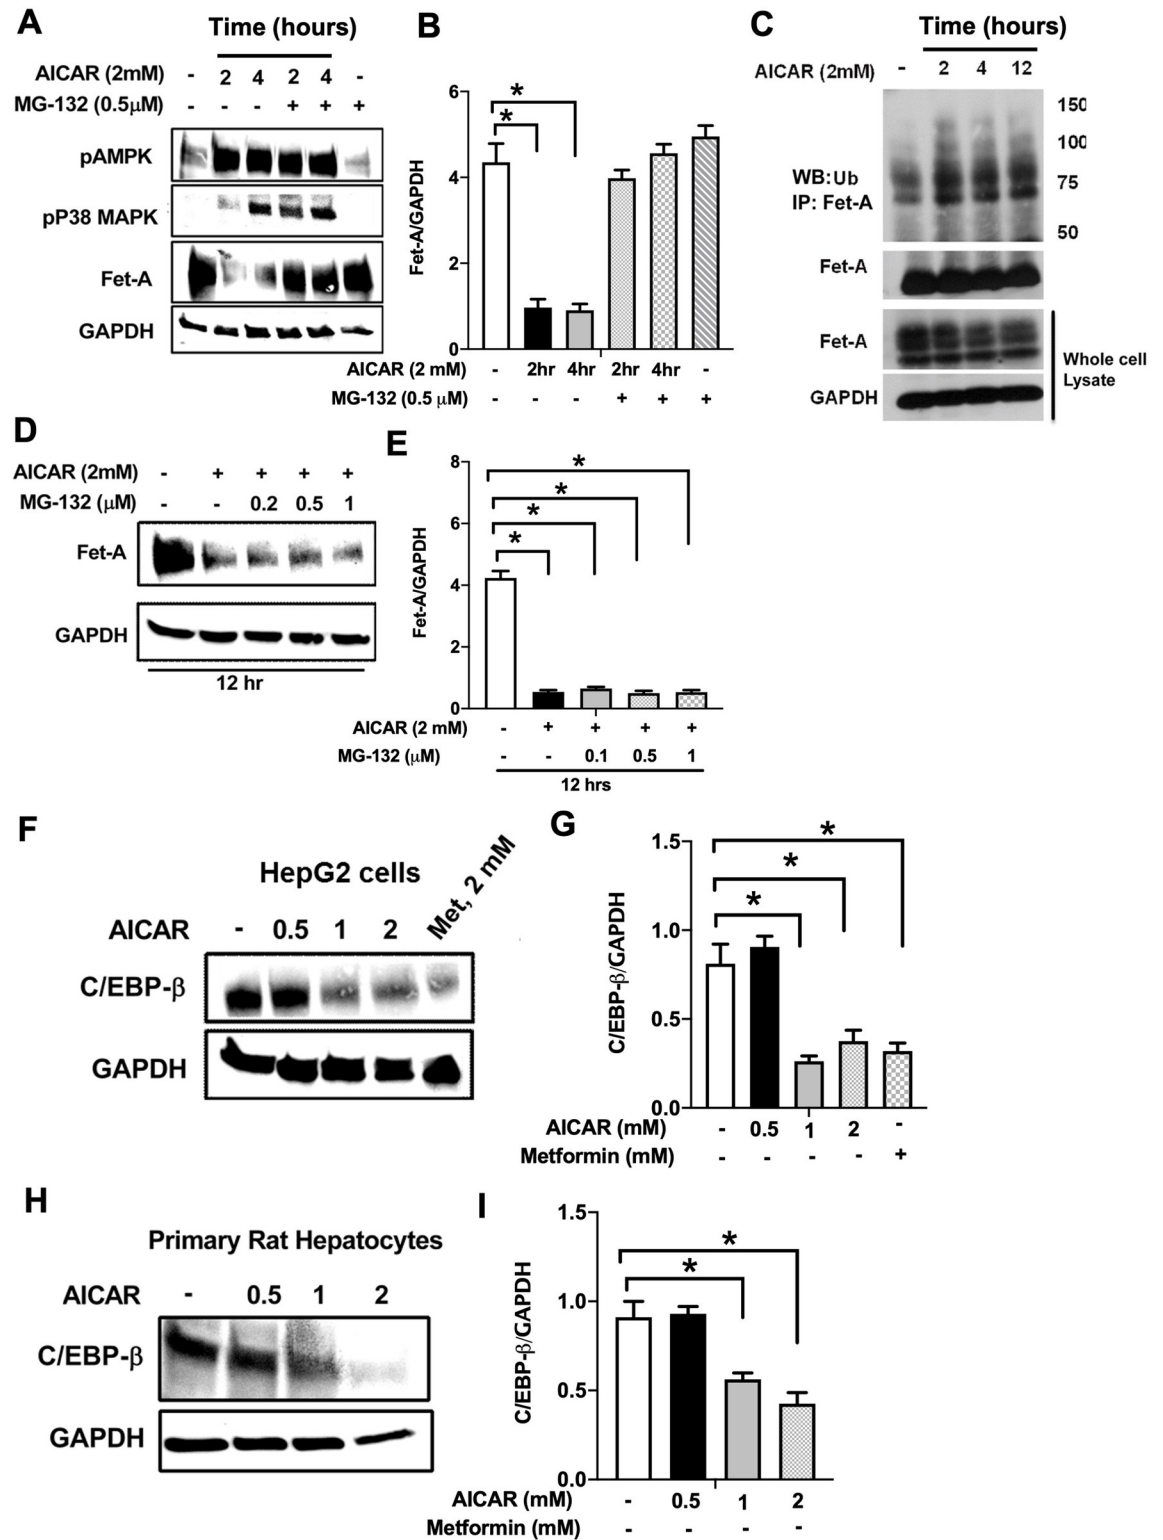 A
Time (hours)
AICAR (2mM) - 2 4 2 4 -
MG-132 (0.5μM) - - - + + +
pAMPK
pP38 MAPK
Fet-A
GAPDH
B
Fet-A/GAPDH
6
4
2
0
* *
AICAR (2 mM) - 2hr 4hr 2hr 4hr -
MG-132 (0.5 μM) - - - + + +
C
Time (hours)
AICAR (2mM) - 2 4 12
WB:Ub
IP: Fet-A
150
100
75
50
Fet-A
Fet-A
GAPDH
Whole cell
Lysate
D
AICAR (2mM) - + + + +
MG-132 (μM) - - 0.2 0.5 1
Fet-A
GAPDH
12 hr
E
Fet-A/GAPDH
8
6
4
2
0
* * * *
AICAR (2 mM) - + + + +
MG-132 (μM) - - 0.1 0.5 1
12 hrs
F
HepG2 cells
AICAR - 0.5 1 2 Met, 2 mM
C/EBP-β
GAPDH
G
C/EBP-β/GAPDH
1.5
1.0
0.5
0.0
* * *
AICAR (mM) - 0.5 1 2 -
Metformin (mM) - - - - +
H
Primary Rat Hepatocytes
AICAR - 0.5 1 2
C/EBP-β
GAPDH
I
C/EBP-β/GAPDH
1.5
1.0
0.5
0.0
* *
AICAR (mM) - 0.5 1 2
Metformin (mM) - - - -